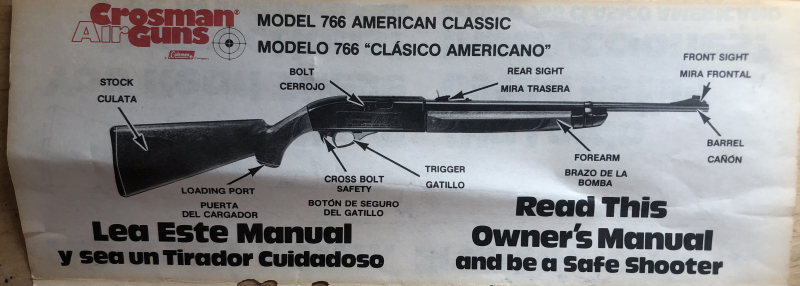 Crosman®
AirGuns
Coleman
MODEL 766 AMERICAN CLASSIC
MODELO 766 “CLÁSICO AMERICANO”
STOCK
CULATA
BOLT
CERROJO
REAR SIGHT
MIRA TRASERA
FRONT SIGHT
MIRA FRONTAL
LOADING PORT
PUERTA
DEL CARGADOR
CROSS BOLT
SAFETY
BOTÓN DE SEGURO
DEL GATILLO
TRIGGER
GATILLO
FOREARM
BRAZO DE LA
BOMBA
BARREL
CAÑÓN
Lea Este Manual
y sea un Tirador Cuidadoso
Read This
Owner's Manual
and be a Safe Shooter